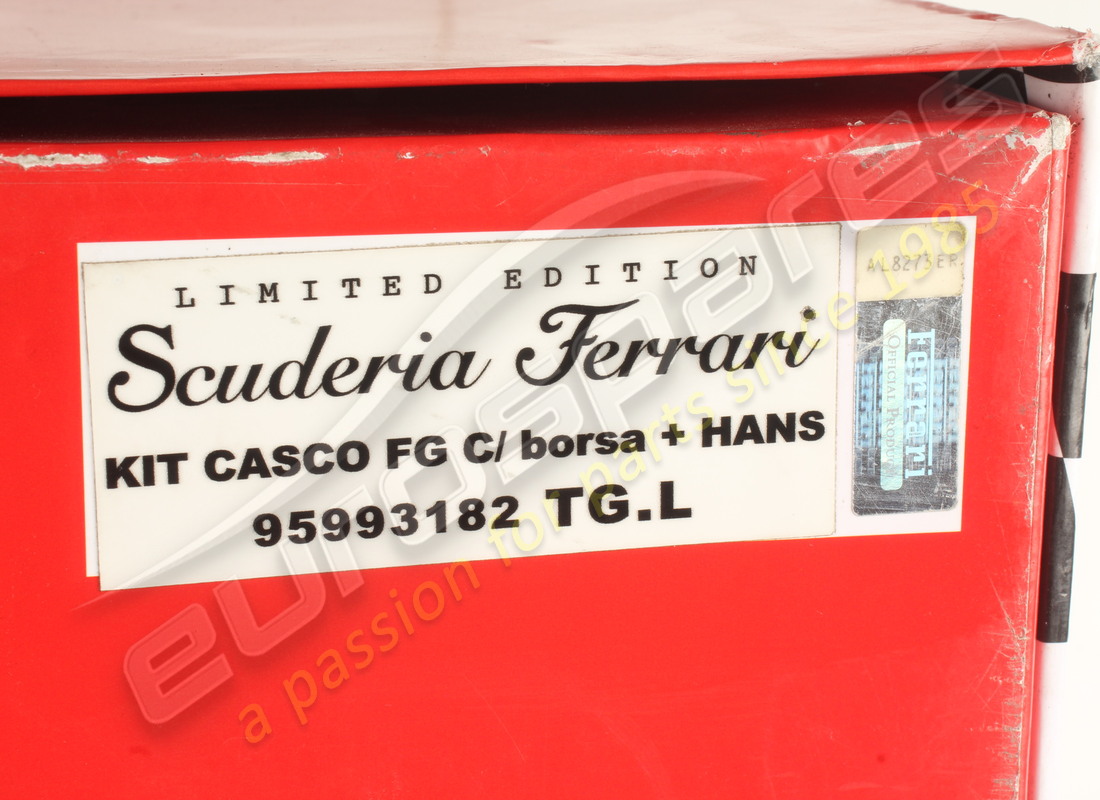 LIMITED EDITION
Scuderia Ferrari
KIT CASCO FG C/ borsa + HANS
95993182 TG.L
AL8273ER.
Ferrari
OFFICIAL PRODUCT
eurospares
a passion for parts since 1985